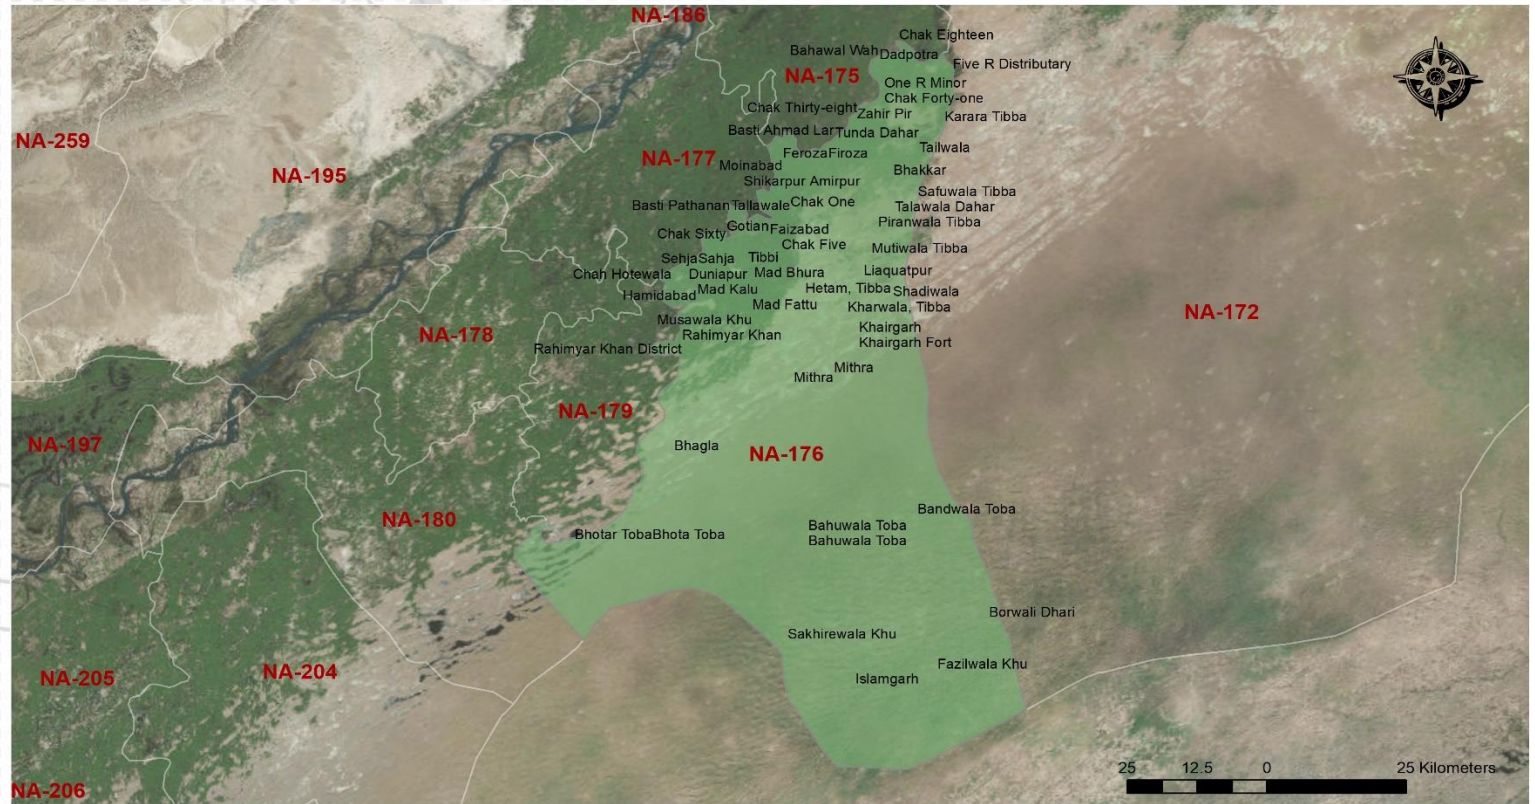 NA-186
Chak Eighteen
Bahawal Wah
Dadpotra
Five R Distributary
NA-175
One R Minor
Chak Forty-one
Chak Thirty-eight
Zahir Pir
Karara Tibba
Basti Ahmad Lar
Tunda Dahar
NA-259
Tailwala
FerozaFiroza
NA-177
Moinabad
Bhakkar
NA-195
Shikarpur Amirpur
Safuwala Tibba
Basti Pathanan
Tallawale
Chak One
Talawala Dahar
Piranwala Tibba
Gotian
Faizabad
Chak Sixty
Chak Five
Mutiwala Tibba
SehjaSahja
Tibbi
Chah Hotewala
Duniapur
Mad Bhura
Liaquatpur
Mad Kalu
Hetam, Tibba
Shadiwala
Hamidabad
Mad Fattu
Kharwala, Tibba
NA-172
Musawala Khu
Khairgarh
NA-178
Rahimyar Khan
Khairgarh Fort
Rahimyar Khan District
Mithra
Mithra
NA-179
NA-197
Bhagla
NA-176
Bandwala Toba
NA-180
Bahuwala Toba
Bhotar TobaBhota Toba
Bahuwala Toba
Borwali Dhari
Sakhirewala Khu
Fazilwala Khu
NA-205
NA-204
Islamgarh
25 12.5 0 25 Kilometers
NA-206